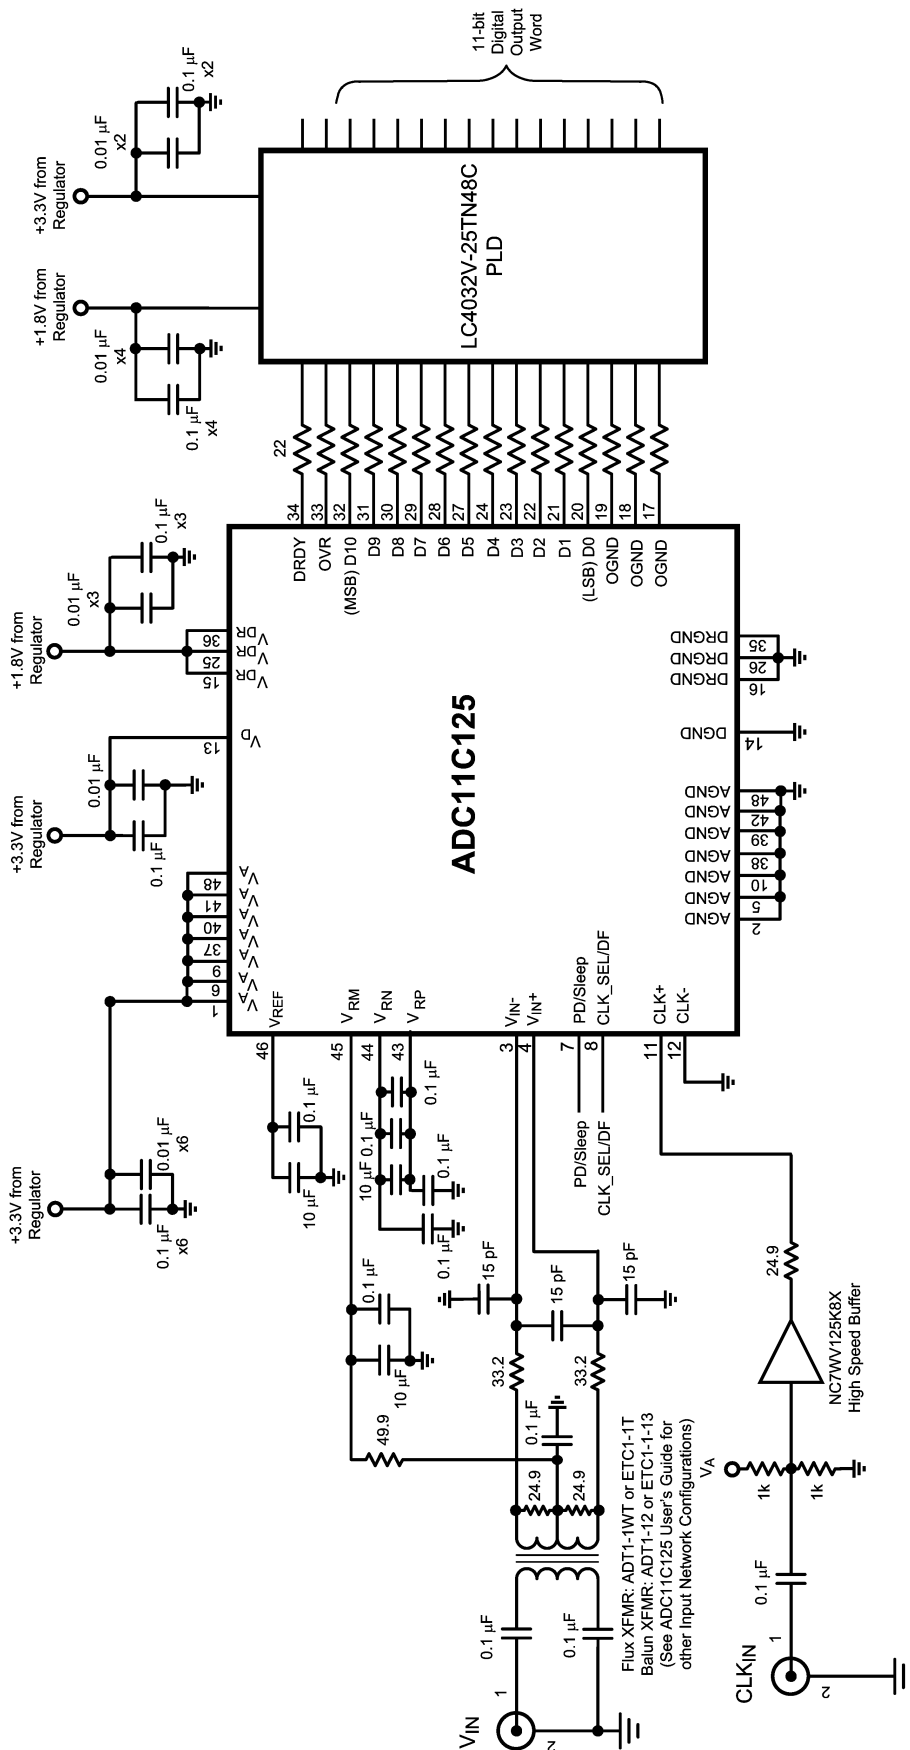 +3.3V from
Regulator
0.1 µF
x6
0.01 µF
x6
+3.3V from
Regulator
0.1 µF
0.01 µF
+1.8V from
Regulator
0.01 µF
x3
0.1 µF
x3
+1.8V from
Regulator
0.1 µF
x4
0.01 µF
x4
+3.3V from
Regulator
0.01 µF
x2
0.1 µF
x2
1
6
9
37
40
41
48
VA
VA
VA
VA
VA
VA
VA
13
VD
15
25
36
VDR
VDR
VDR
46
VREF
10 µF
0.1 µF
45
VRM
10 µF
0.1 µF
49.9
44
VRN
43
VRP
10 µF
0.1 µF
0.1 µF
0.1 µF
0.1 µF
3
VIN-
4
VIN+
15 pF
15 pF
15 pF
33.2
33.2
0.1 µF
24.9
24.9
0.1 µF
0.1 µF
VIN
1
2
Flux XFMR: ADT1-1WT or ETC1-1T
Balun XFMR: ADT1-12 or ETC1-1-13
(See ADC11C125 User's Guide for
other Input Network Configurations)
PD/Sleep
7
PD/Sleep
CLK_SEL/DF
8
CLK_SEL/DF
11
CLK+
12
CLK-
24.9
NC7WV125K8X
High Speed Buffer
VA
1k
1k
0.1 µF
CLKIN
1
2
ADC11C125
2
5
10
38
39
42
48
AGND
AGND
AGND
AGND
AGND
AGND
AGND
14
DGND
16
26
35
DRGND
DRGND
DRGND
DRDY
34
22
OVR
33
(MSB) D10
32
D9
31
D8
30
D7
29
D6
28
D5
27
D4
24
D3
23
D2
22
D1
21
(LSB) D0
20
OGND
19
OGND
18
OGND
17
LC4032V-25TN48C
PLD
11-bit
Digital
Output
Word